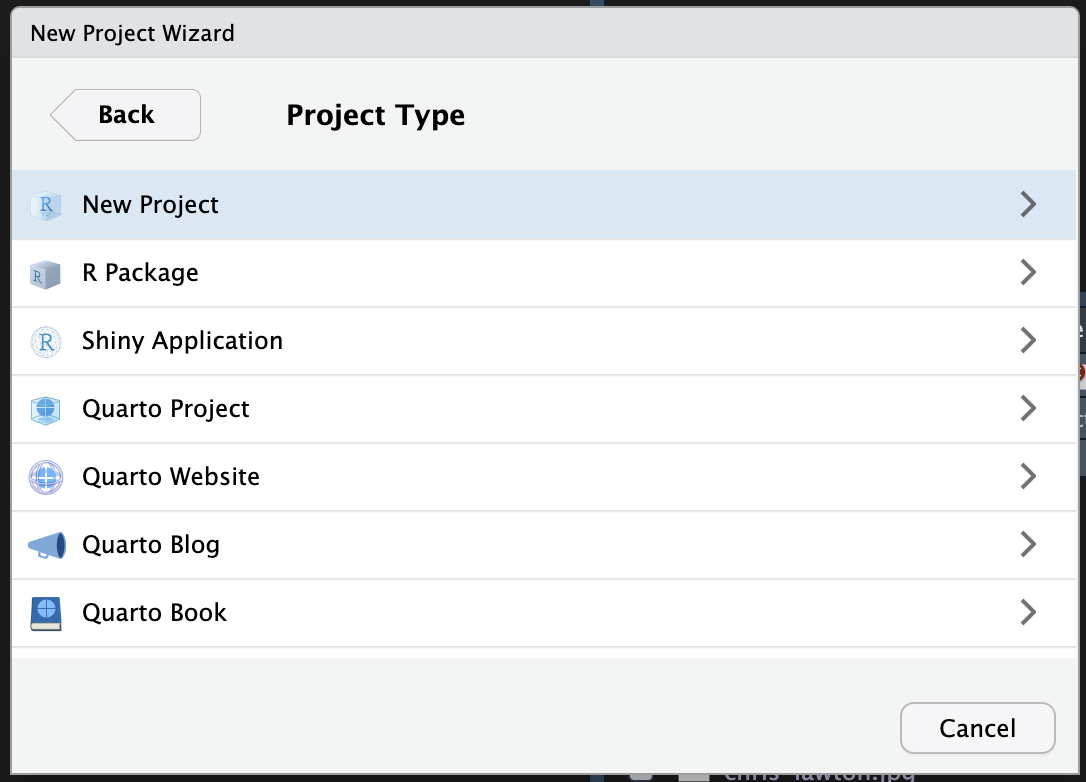 New Project Wizard
Back
Project Type
R New Project
R R Package
R Shiny Application
Quarto Project
Quarto Website
Quarto Blog
Quarto Book
Cancel